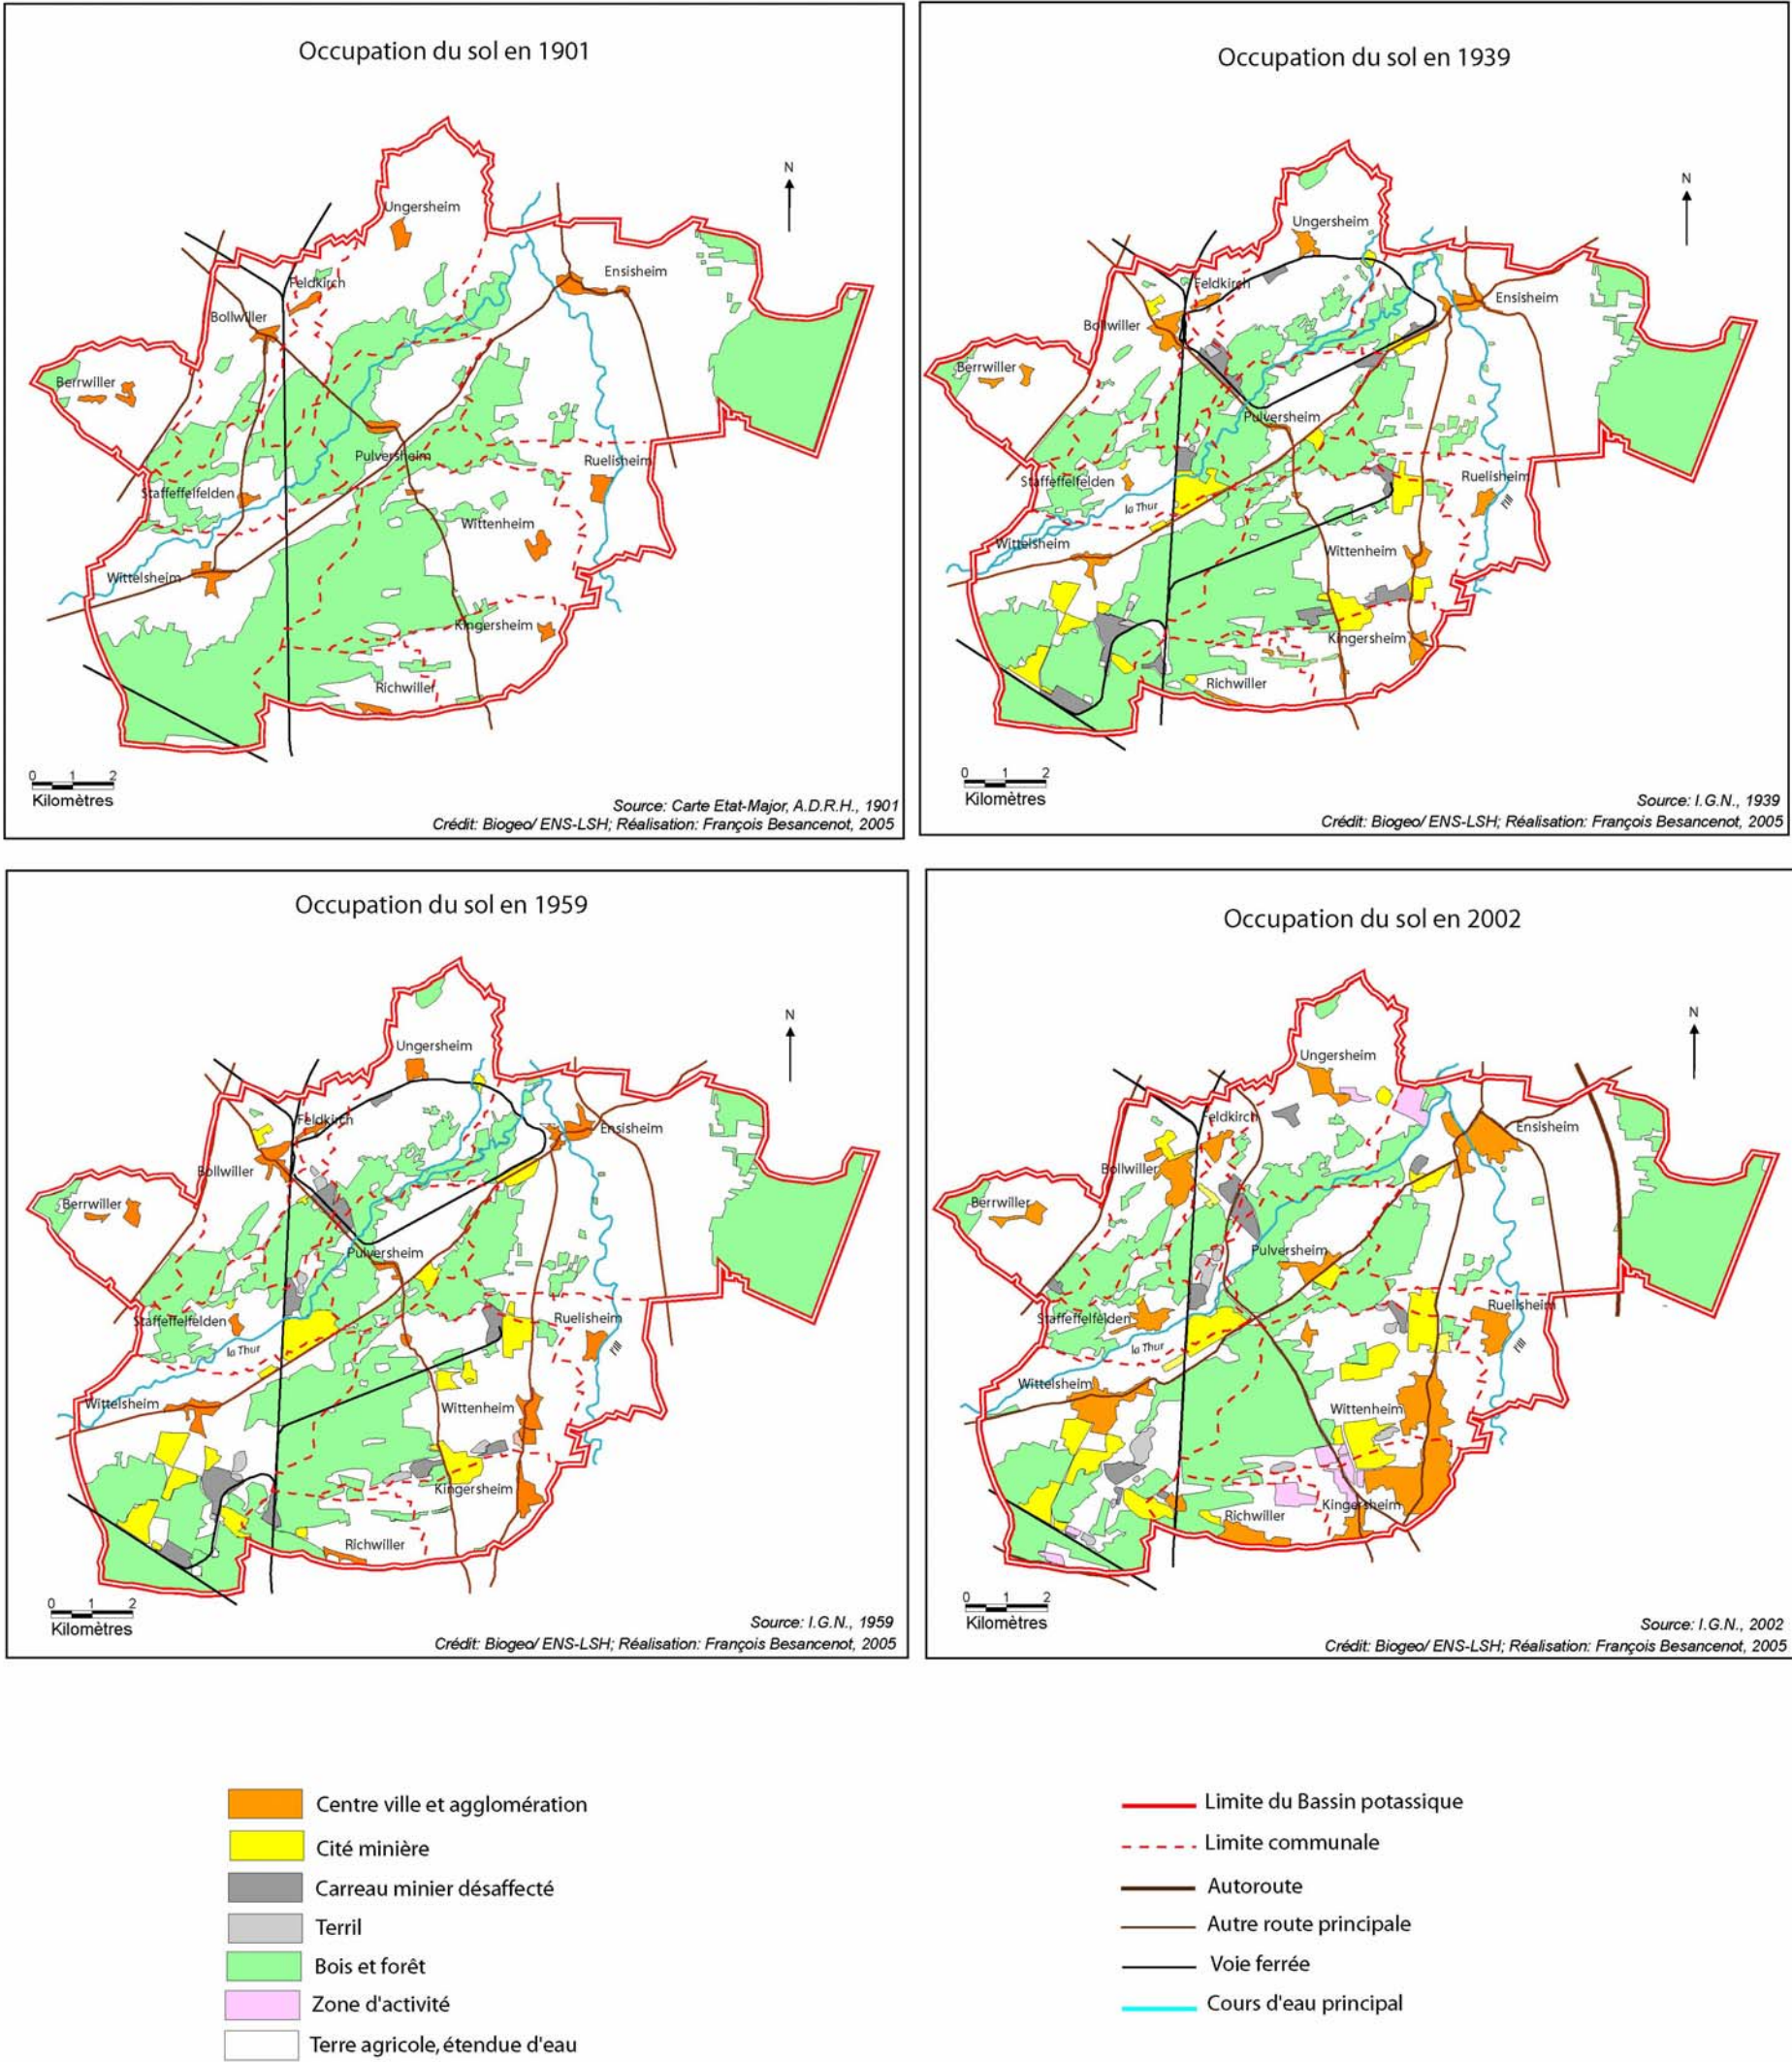 Occupation du sol en 1901
N
Ungersheim
Ensisheim
Feldkirch
Bollwiller
Berrwiller
Pulversheim
Ruelisheim
Staffeffelfelden
Wittenheim
Wittelsheim
Kingersheim
Richwiller
0 1 2
Kilomètres
Source: Carte Etat-Major, A.D.R.H., 1901
Crédit: Biogeo/ ENS-LSH; Réalisation: François Besancenot, 2005
Occupation du sol en 1939
N
Ungersheim
Feldkirch
Ensisheim
Bollwiller
Berrwiller
Pulversheim
Ruelisheim
Staffeffelfelden
l'Ill
la Thur
Wittelsheim
Wittenheim
Kingersheim
Richwiller
0 1 2
Kilomètres
Source: I.G.N., 1939
Crédit: Biogeo/ ENS-LSH; Réalisation: François Besancenot, 2005
Occupation du sol en 1959
N
Ungersheim
Feldkirch
Ensisheim
Bollwiller
Berrwiller
Pulversheim
Ruelisheim
Staffeffelfelden
l'Ill
la Thur
Wittelsheim
Wittenheim
Kingersheim
Richwiller
0 1 2
Kilomètres
Source: I.G.N., 1959
Crédit: Biogeo/ ENS-LSH; Réalisation: François Besancenot, 2005
Occupation du sol en 2002
N
Ungersheim
Feldkirch
Ensisheim
Bollwiller
Berrwiller
Pulversheim
Ruelisheim
Staffeffelfelden
l'Ill
la Thur
Wittelsheim
Wittenheim
Kingersheim
Richwiller
0 1 2
Kilomètres
Source: I.G.N., 2002
Crédit: Biogeo/ ENS-LSH; Réalisation: François Besancenot, 2005
Centre ville et agglomération
Cité minière
Carreau minier désaffecté
Terril
Bois et forêt
Zone d'activité
Terre agricole, étendue d'eau
Limite du Bassin potassique
Limite communale
Autoroute
Autre route principale
Voie ferrée
Cours d'eau principal